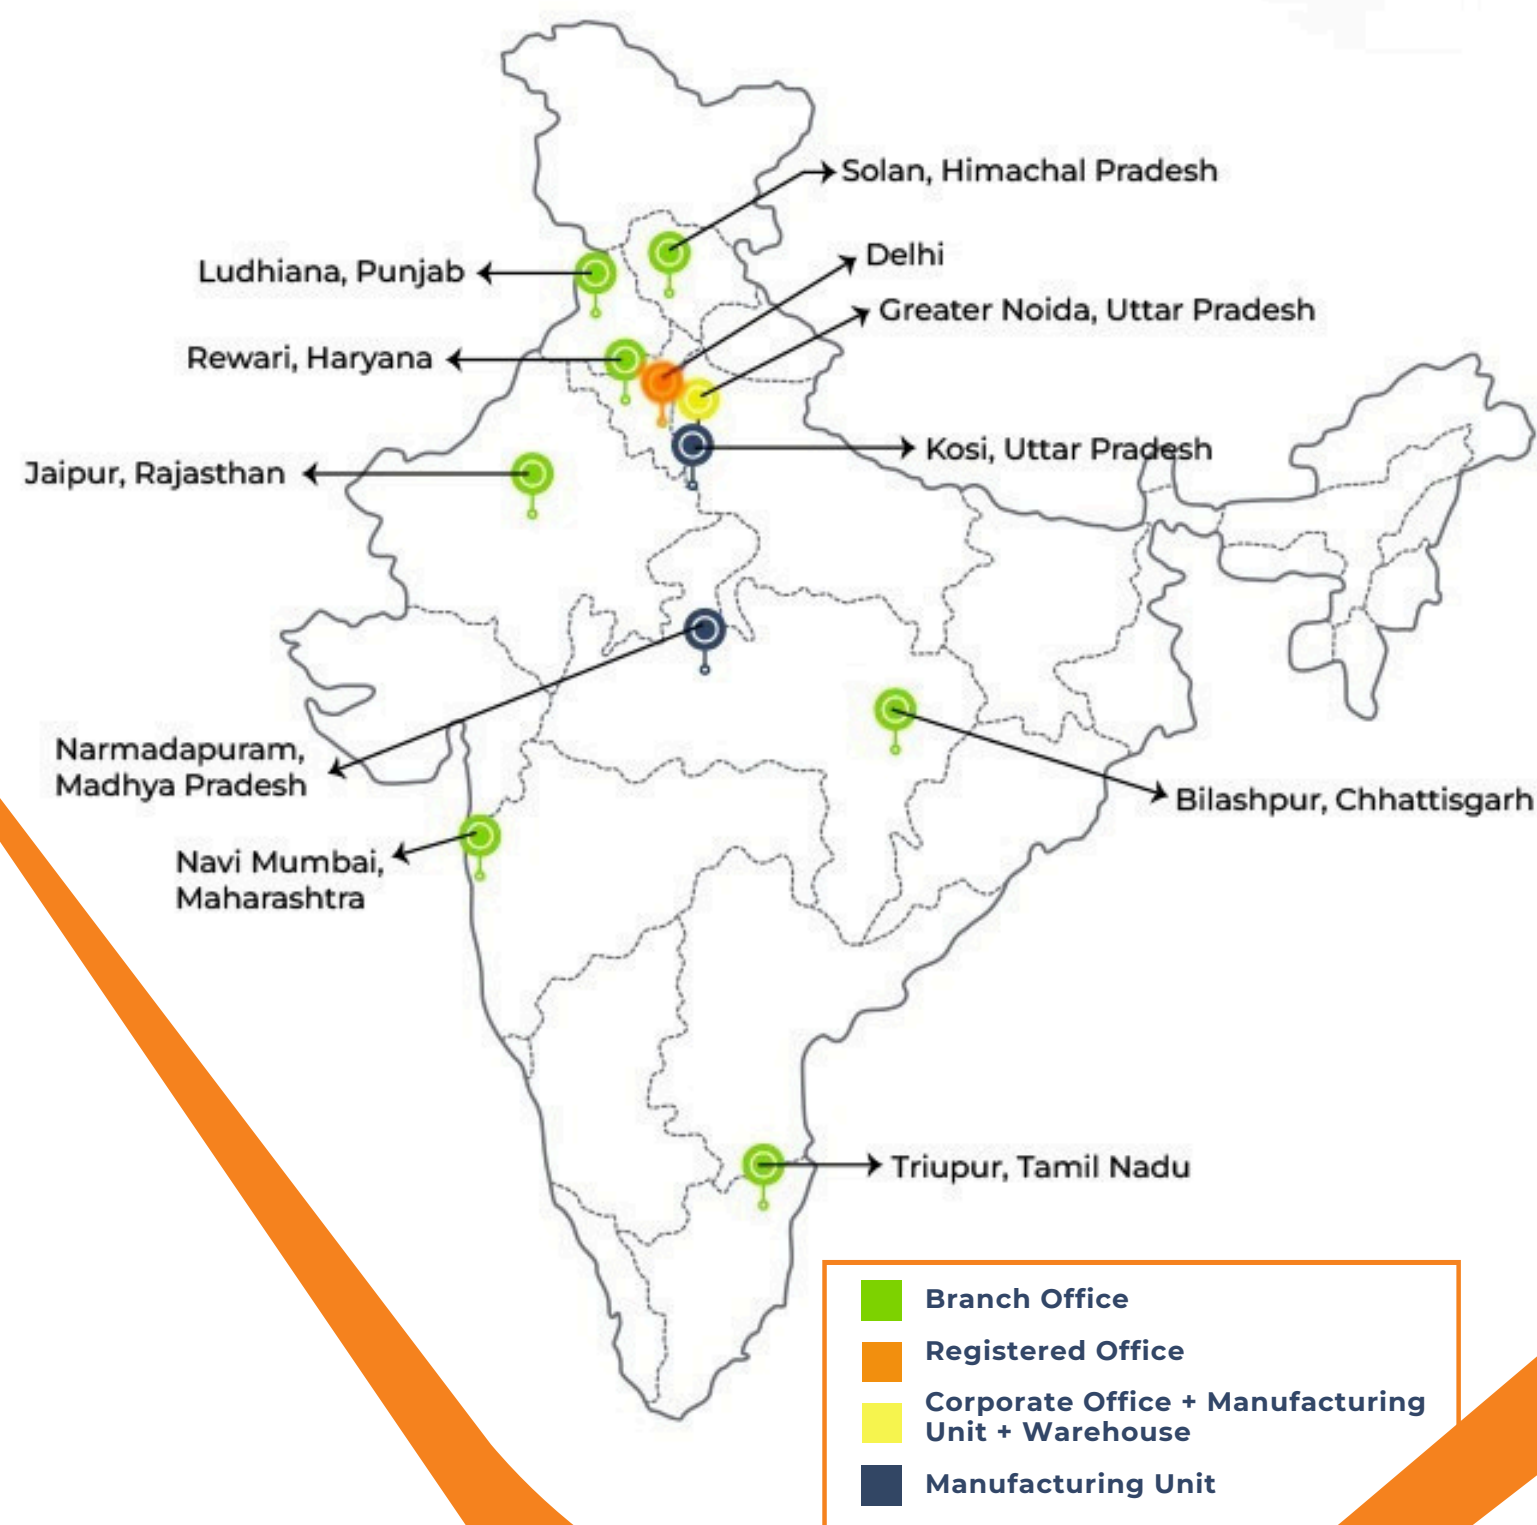 Solan, Himachal Pradesh
Delhi
Ludhiana, Punjab
Greater Noida, Uttar Pradesh
Rewari, Haryana
Kosi, Uttar Pradesh
Jaipur, Rajasthan
Narmadapuram,
Madhya Pradesh
Bilashpur, Chhattisgarh
Navi Mumbai,
Maharashtra
Triupur, Tamil Nadu
Branch Office
Registered Office
Corporate Office + Manufacturing
Unit + Warehouse
Manufacturing Unit